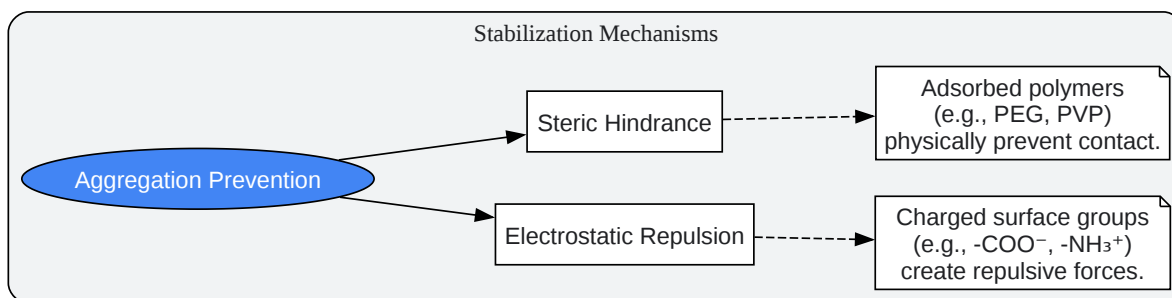 Stabilization Mechanisms
Aggregation Prevention
Steric Hindrance
Adsorbed polymers
(e.g., PEG, PVP)
physically prevent contact.
Electrostatic Repulsion
Charged surface groups
(e.g., -COO⁻, -NH₃⁺)
create repulsive forces.